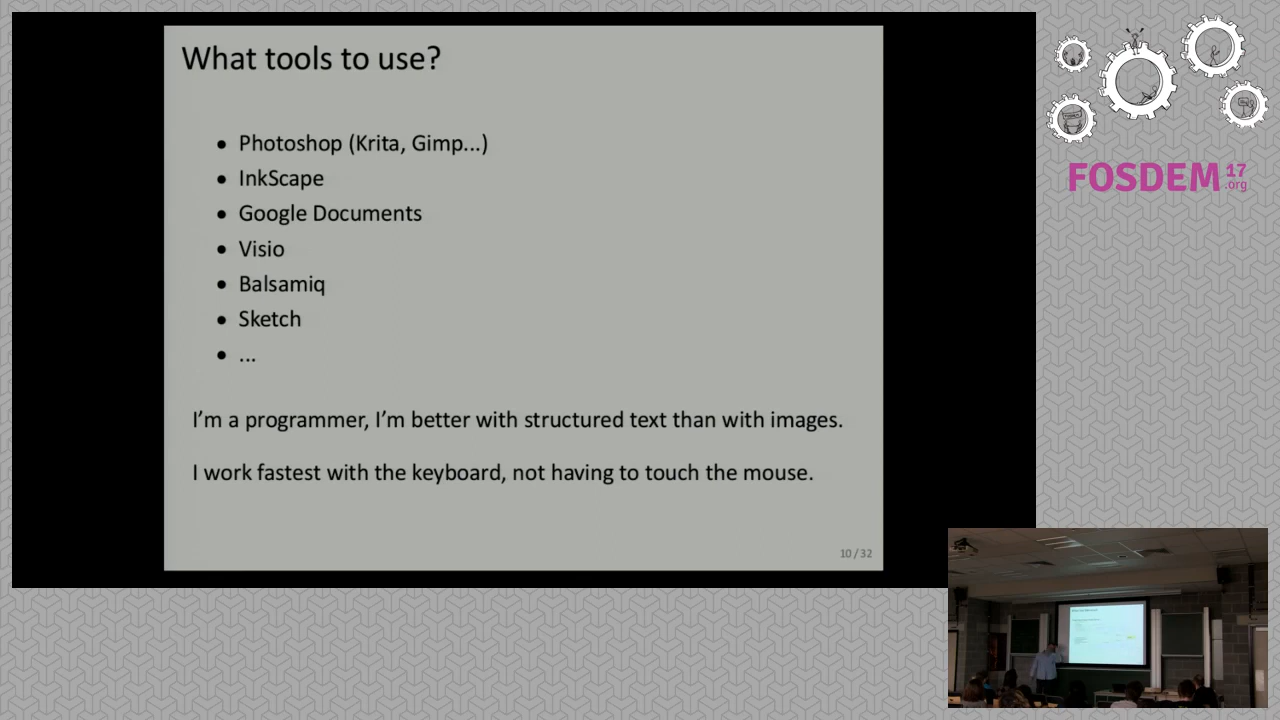 What tools to use?
• Photoshop (Krita, Gimp...)
• InkScape
• Google Documents
• Visio
• Balsamiq
• Sketch
• ...
I'm a programmer, I'm better with structured text than with images.
I work fastest with the keyboard, not having to touch the mouse.
10 / 32
FOSDEM 17
.org